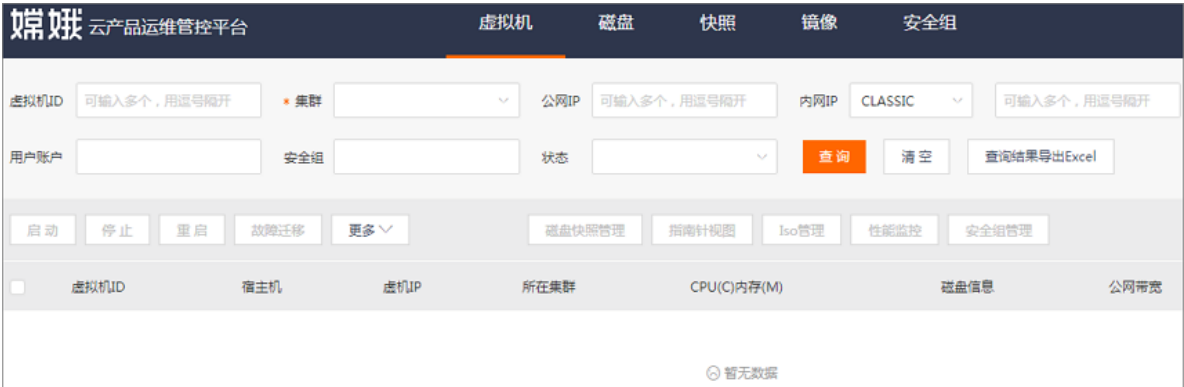 嫦娥 云产品运维管控平台 虚拟机 磁盘 快照 镜像 安全组
虚拟机ID 可输入多个，用逗号隔开 * 集群 公网IP 可输入多个，用逗号隔开 内网IP CLASSIC 可输入多个，用逗号隔开
用户账户 安全组 状态 查询 清空 查询结果导出Excel
启动 停止 重启 故障迁移 更多 磁盘快照管理 指南针视图 Iso管理 性能监控 安全组管理
虚拟机ID 宿主机 虚机IP 所在集群 CPU(C)内存(M) 磁盘信息 公网带宽
暂无数据